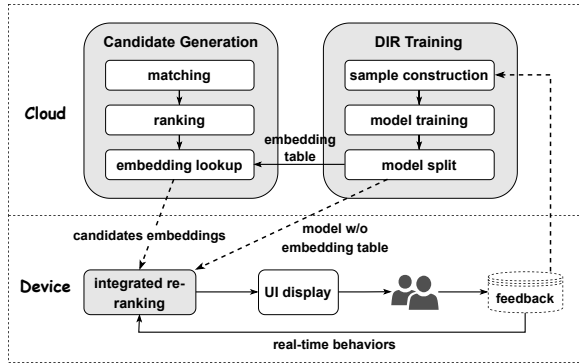 Candidate Generation
DIR Training
matching
sample construction
Cloud
ranking
model training
embedding
table
embedding lookup
model split
candidates embeddings
model w/o
embedding table
Device
integrated re-
ranking
UI display
feedback
real-time behaviors